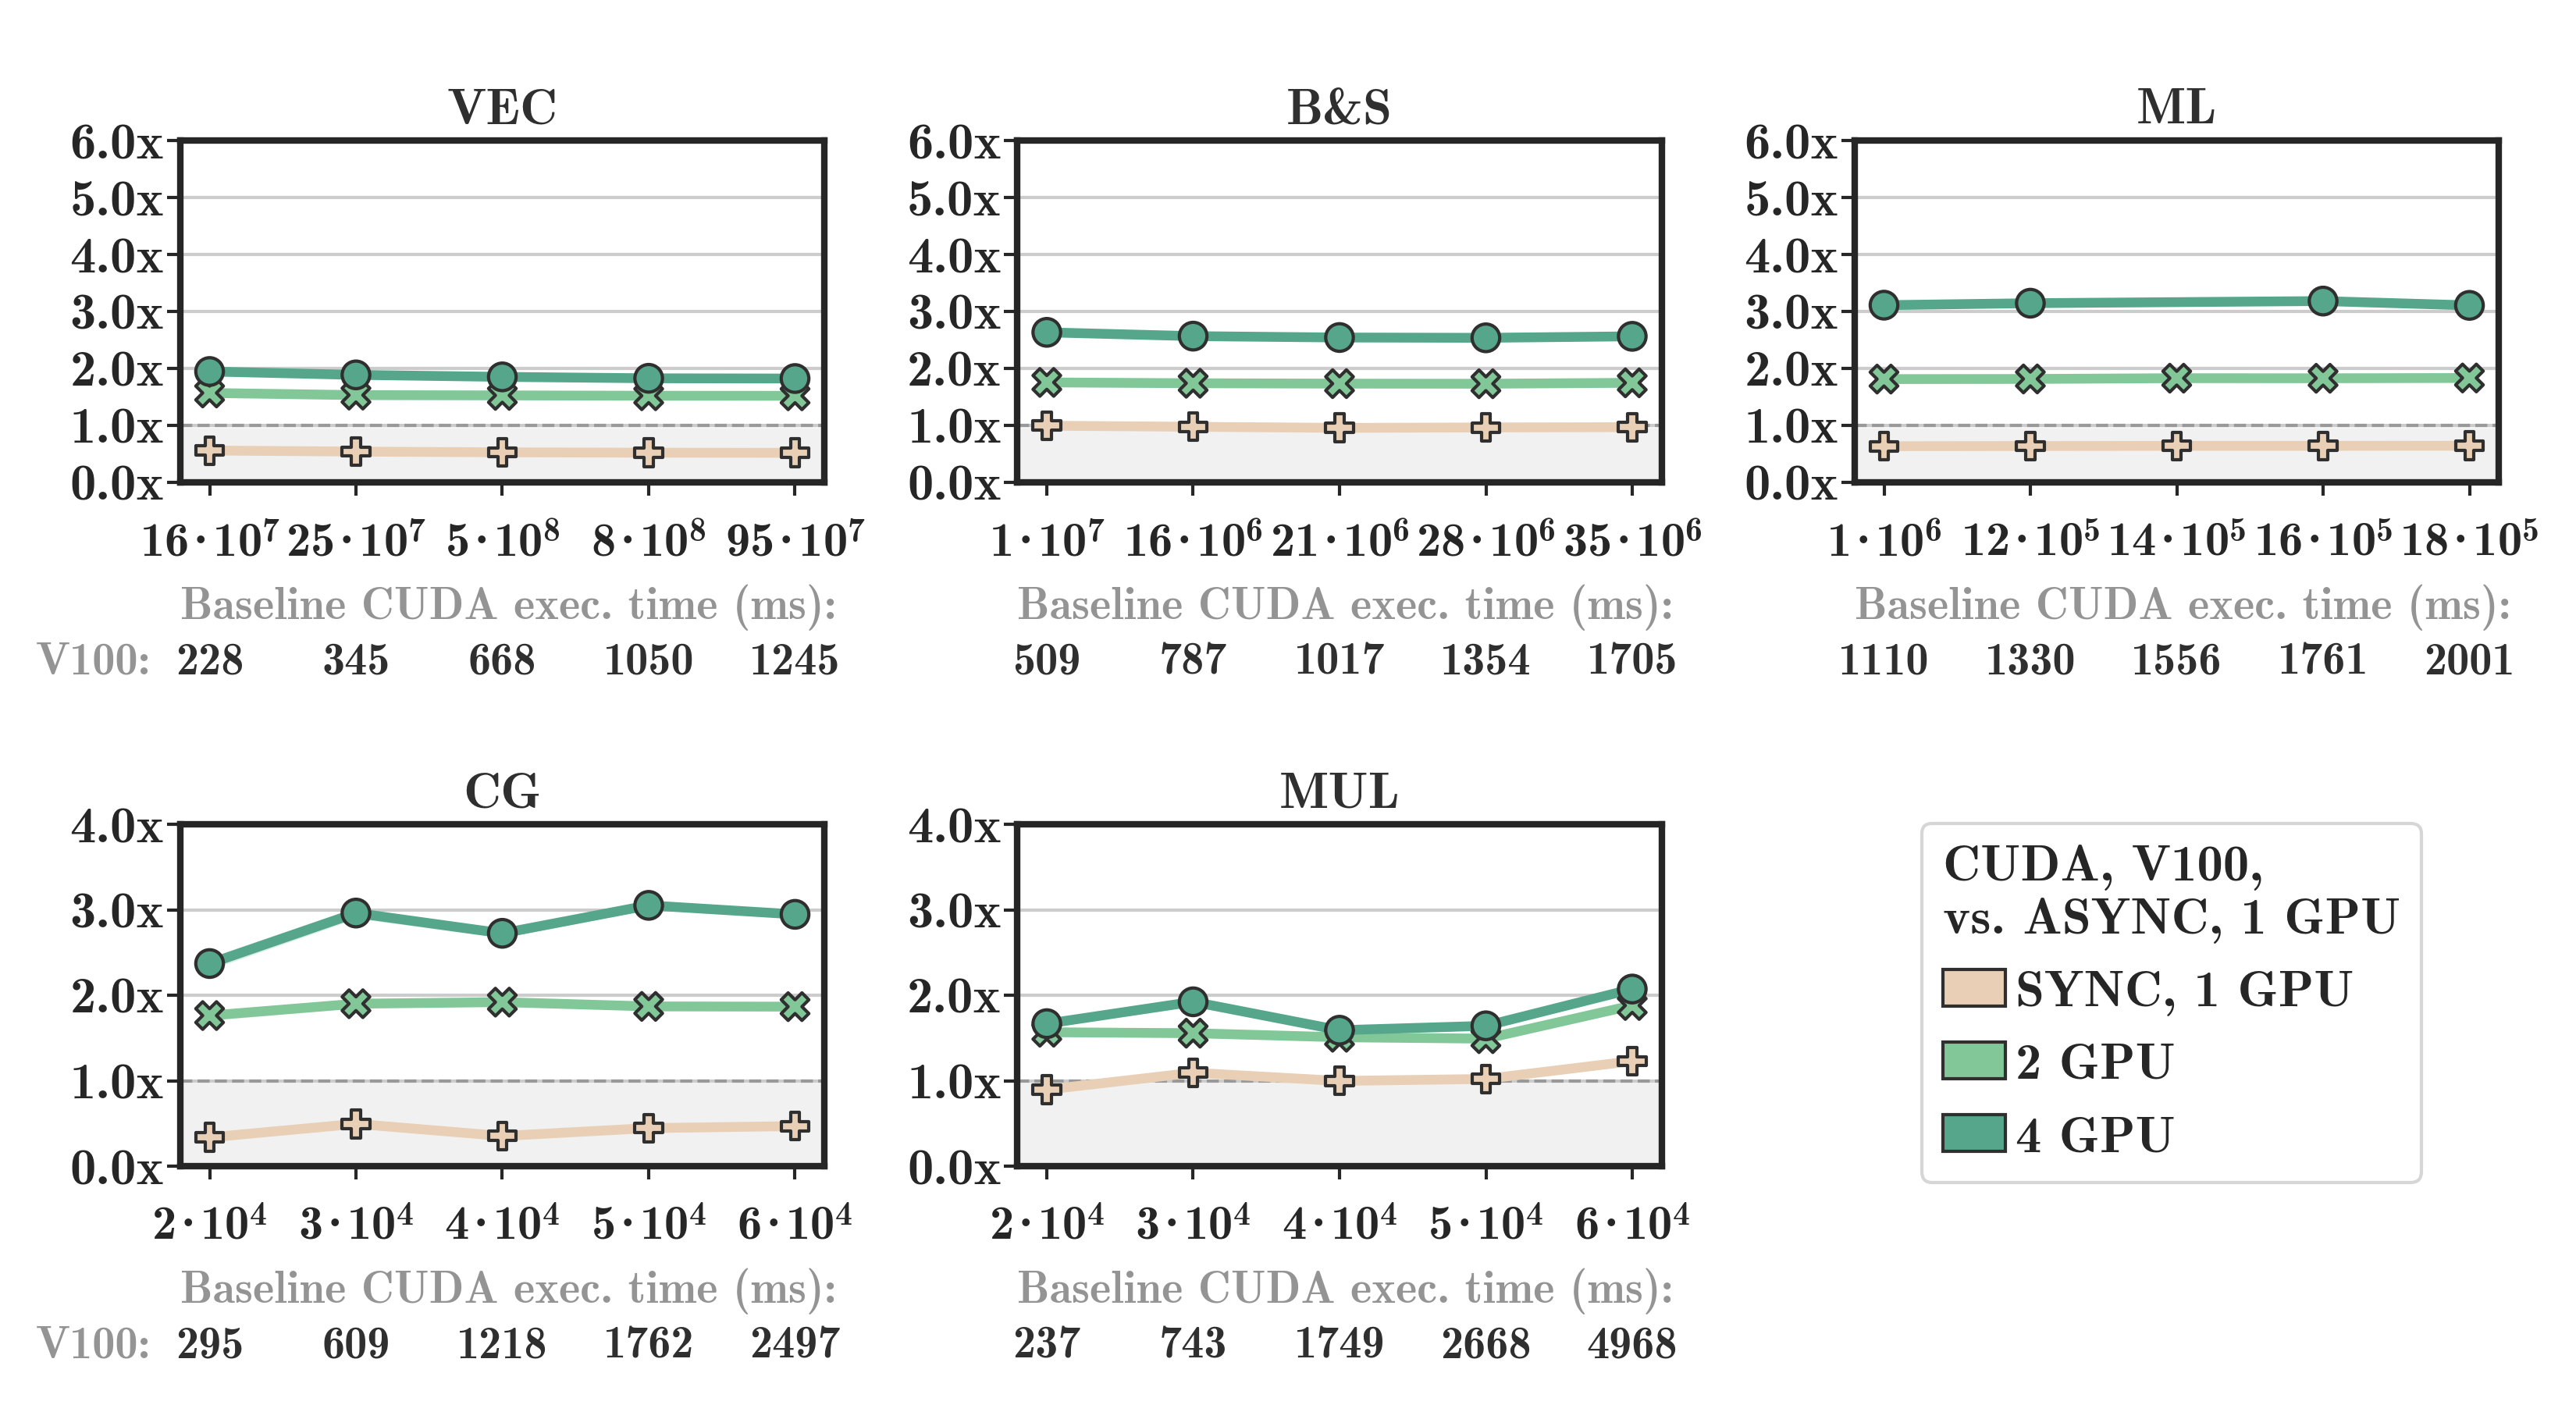 VEC
6.0x
5.0x
4.0x
3.0x
2.0x
1.0x
0.0x
16·10⁷ 25·10⁷ 5·10⁸ 8·10⁸ 95·10⁷
Baseline CUDA exec. time (ms):
V100: 228 345 668 1050 1245
B&S
6.0x
5.0x
4.0x
3.0x
2.0x
1.0x
0.0x
1·10⁷ 16·10⁶ 21·10⁶ 28·10⁶ 35·10⁶
Baseline CUDA exec. time (ms):
509 787 1017 1354 1705
ML
6.0x
5.0x
4.0x
3.0x
2.0x
1.0x
0.0x
1·10⁶ 12·10⁵ 14·10⁵ 16·10⁵ 18·10⁵
Baseline CUDA exec. time (ms):
1110 1330 1556 1761 2001
CG
4.0x
3.0x
2.0x
1.0x
0.0x
2·10⁴ 3·10⁴ 4·10⁴ 5·10⁴ 6·10⁴
Baseline CUDA exec. time (ms):
V100: 295 609 1218 1762 2497
MUL
4.0x
3.0x
2.0x
1.0x
0.0x
2·10⁴ 3·10⁴ 4·10⁴ 5·10⁴ 6·10⁴
Baseline CUDA exec. time (ms):
237 743 1749 2668 4968
CUDA, V100,
vs. ASYNC, 1 GPU
SYNC, 1 GPU
2 GPU
4 GPU